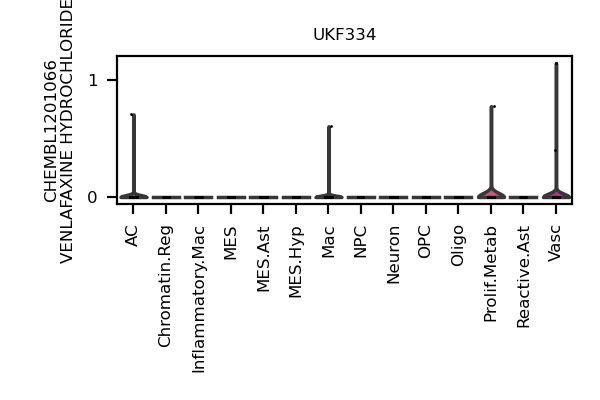 UKF334
CHEMBL1201066
VENLAFAXINE HYDROCHLORIDE
1
0
AC
Chromatin.Reg
Inflammatory.Mac
MES
MES.Ast
MES.Hyp
Mac
NPC
Neuron
OPC
Oligo
Prolif.Metab
Reactive.Ast
Vasc